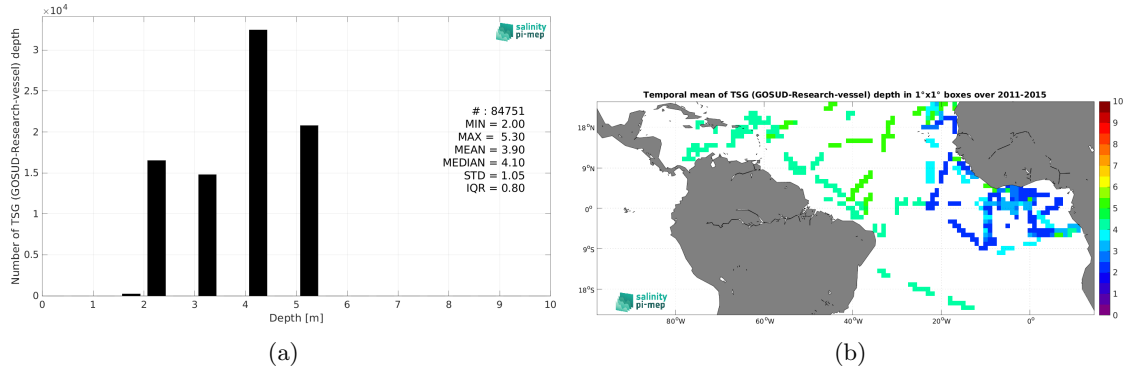 ×10⁴
salinity
pi-mep
Number of TSG (GOSUD-Research-vessel) depth
3
2.5
2
1.5
1
0.5
0
# : 84751
MIN = 2.00
MAX = 5.30
MEAN = 3.90
MEDIAN = 4.10
STD = 1.05
IQR = 0.80
0 1 2 3 4 5 6 7 8 9 10
Depth [m]
(a)
Temporal mean of TSG (GOSUD-Research-vessel) depth in 1°x1° boxes over 2011-2015
18°N
9°N
0°
9°S
18°S
80°W 60°W 40°W 20°W 0°
salinity
pi-mep
10
9
8
7
6
5
4
3
2
1
0
(b)